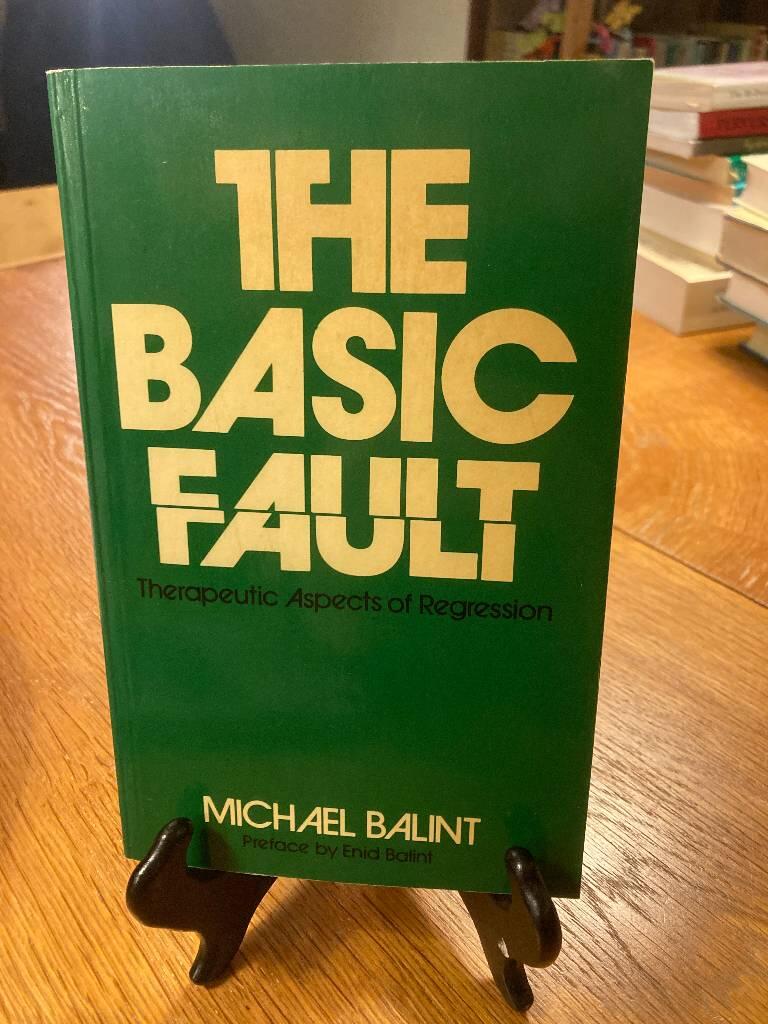 THE
BASIC
FAULT
Therapeutic Aspects of Regression
MICHAEL BALINT
Preface by Enid Balint